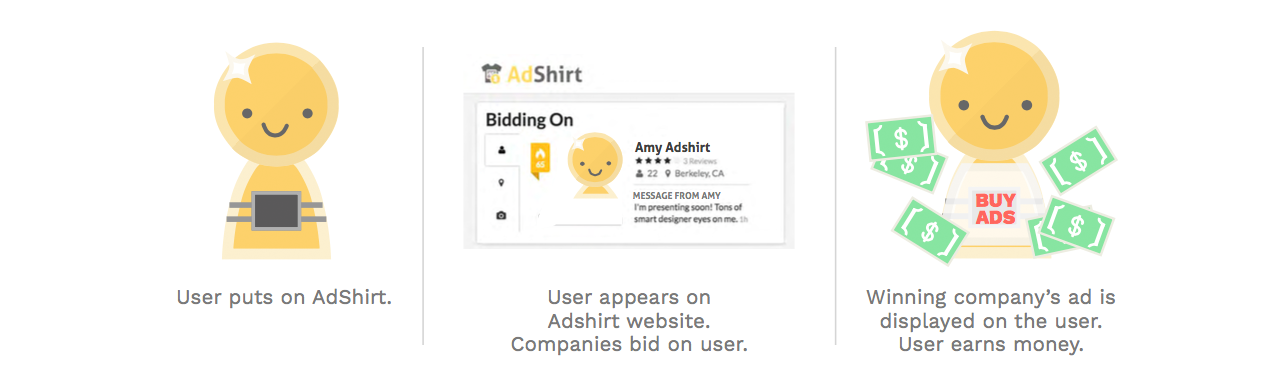 User puts on AdShirt.
AdShirt
Bidding On
45
Amy Adshirt
3 Reviews
22 Berkeley, CA
MESSAGE FROM AMY
I'm presenting soon! Tons of
smart designer eyes on me. 1h
User appears on
Adshirt website.
Companies bid on user.
$
$
$
$
$
BUY
ADS
Winning company's ad is
displayed on the user.
User earns money.